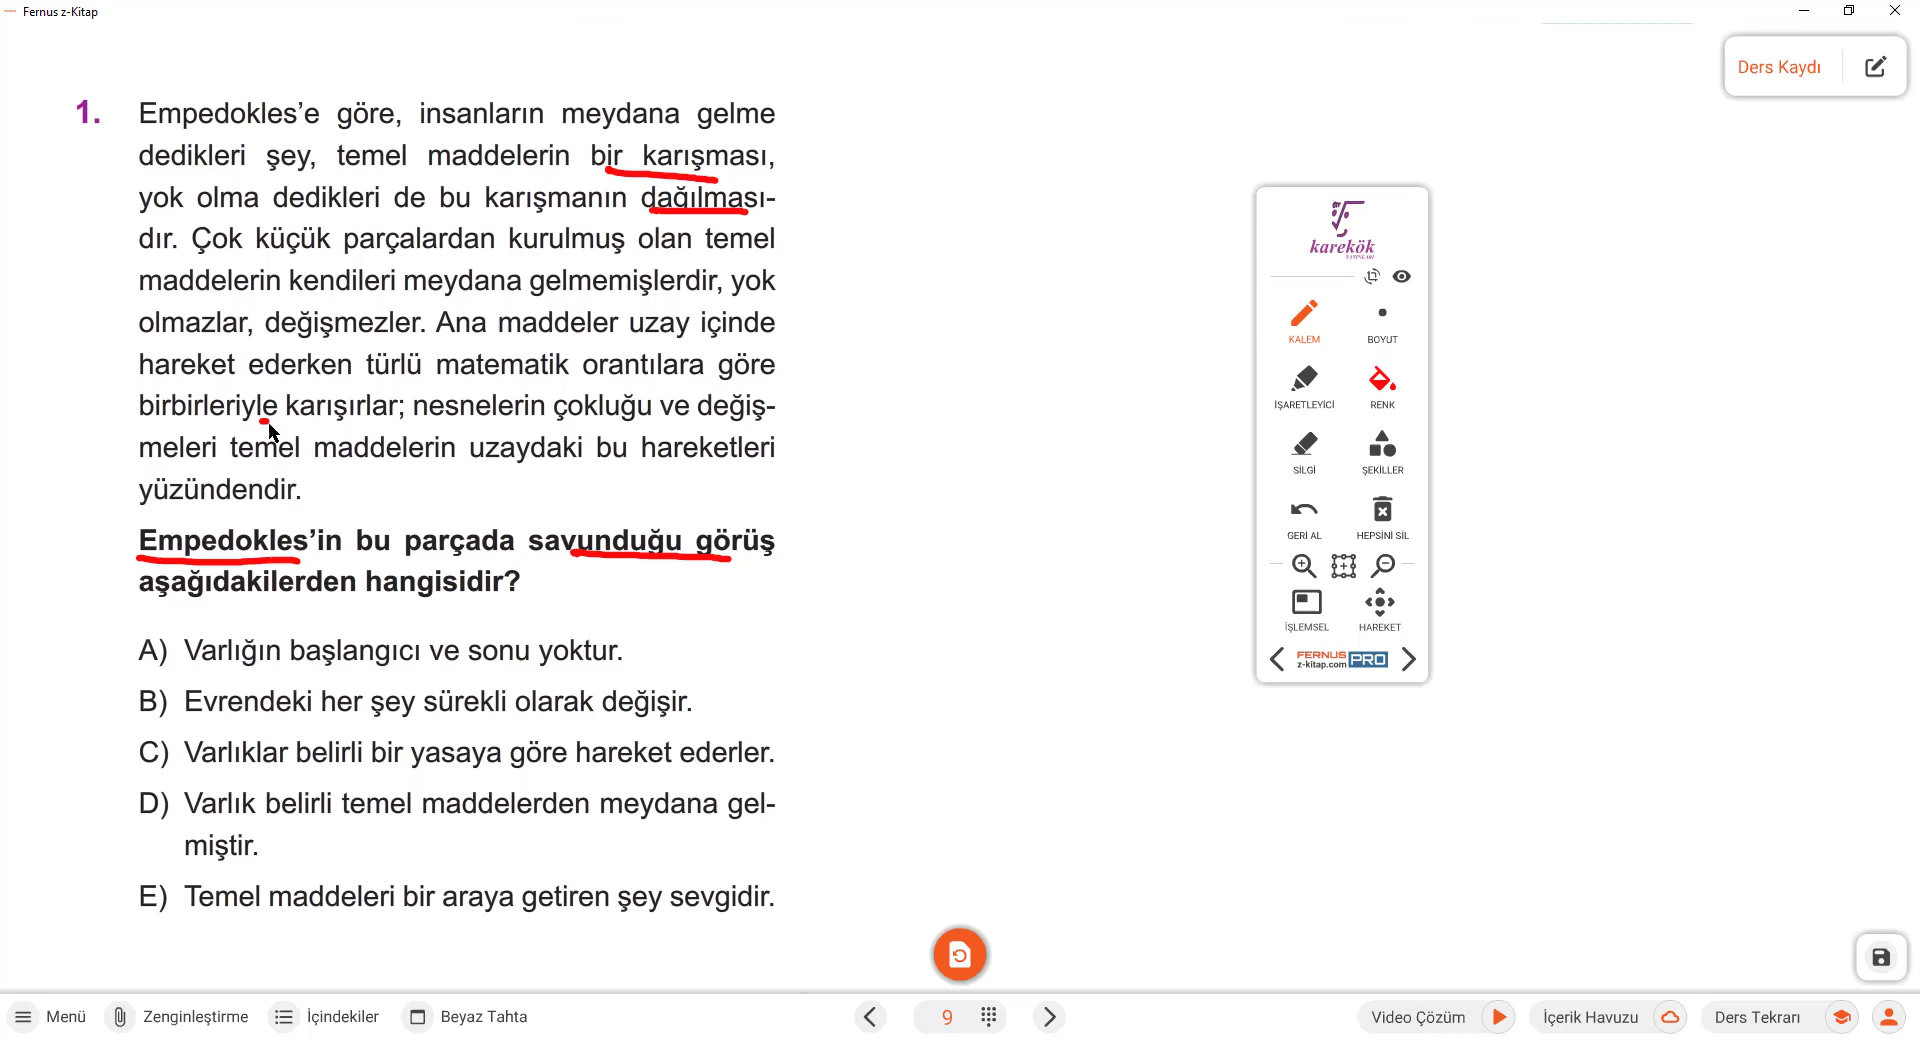 Fernus z-Kitap
Ders Kaydı
1. Empedokles’e göre, insanların meydana gelme
dedikleri şey, temel maddelerin bir karışması,
yok olma dedikleri de bu karışmanın dağılması-
dır. Çok küçük parçalardan kurulmuş olan temel
maddelerin kendileri meydana gelmemişlerdir, yok
olmazlar, değişmezler. Ana maddeler uzay içinde
hareket ederken türlü matematik orantılara göre
birbirleriyle karışırlar; nesnelerin çokluğu ve değiş-
meleri temel maddelerin uzaydaki bu hareketleri
yüzündendir.
Empedokles’in bu parçada savunduğu görüş
aşağıdakilerden hangisidir?
A) Varlığın başlangıcı ve sonu yoktur.
B) Evrendeki her şey sürekli olarak değişir.
C) Varlıklar belirli bir yasaya göre hareket ederler.
D) Varlık belirli temel maddelerden meydana gel-
miştir.
E) Temel maddeleri bir araya getiren şey sevgidir.
karekök
YAYINLARI
KALEM
BOYUT
İŞARETLEYİCİ
RENK
SİLGİ
ŞEKİLLER
GERİ AL
HEPSİNİ SİL
İŞLEMSEL
HAREKET
FERNUS
z-kitap.com PRO
Menü
Zenginleştirme
İçindekiler
Beyaz Tahta
9
Video Çözüm
İçerik Havuzu
Ders Tekrarı